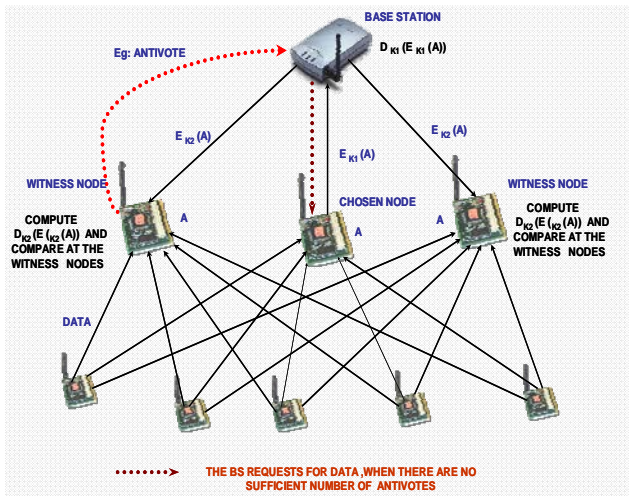 BASE STATION
Eg: ANTIVOTE
D K1 (E K1 (A))
E K2 (A)
E K2 (A)
E K1 (A)
WITNESS NODE
CHOSEN NODE
WITNESS NODE
A
A
A
COMPUTE
D K2 (E (K2 (A)) AND
COMPARE AT THE
WITNESS NODES
COMPUTE
D K2 (E (K2 (A)) AND
COMPARE AT THE
WITNESS NODES
DATA
THE BS REQUESTS FOR DATA ,WHEN THERE ARE NO
SUFFICIENT NUMBER OF ANTIVOTES